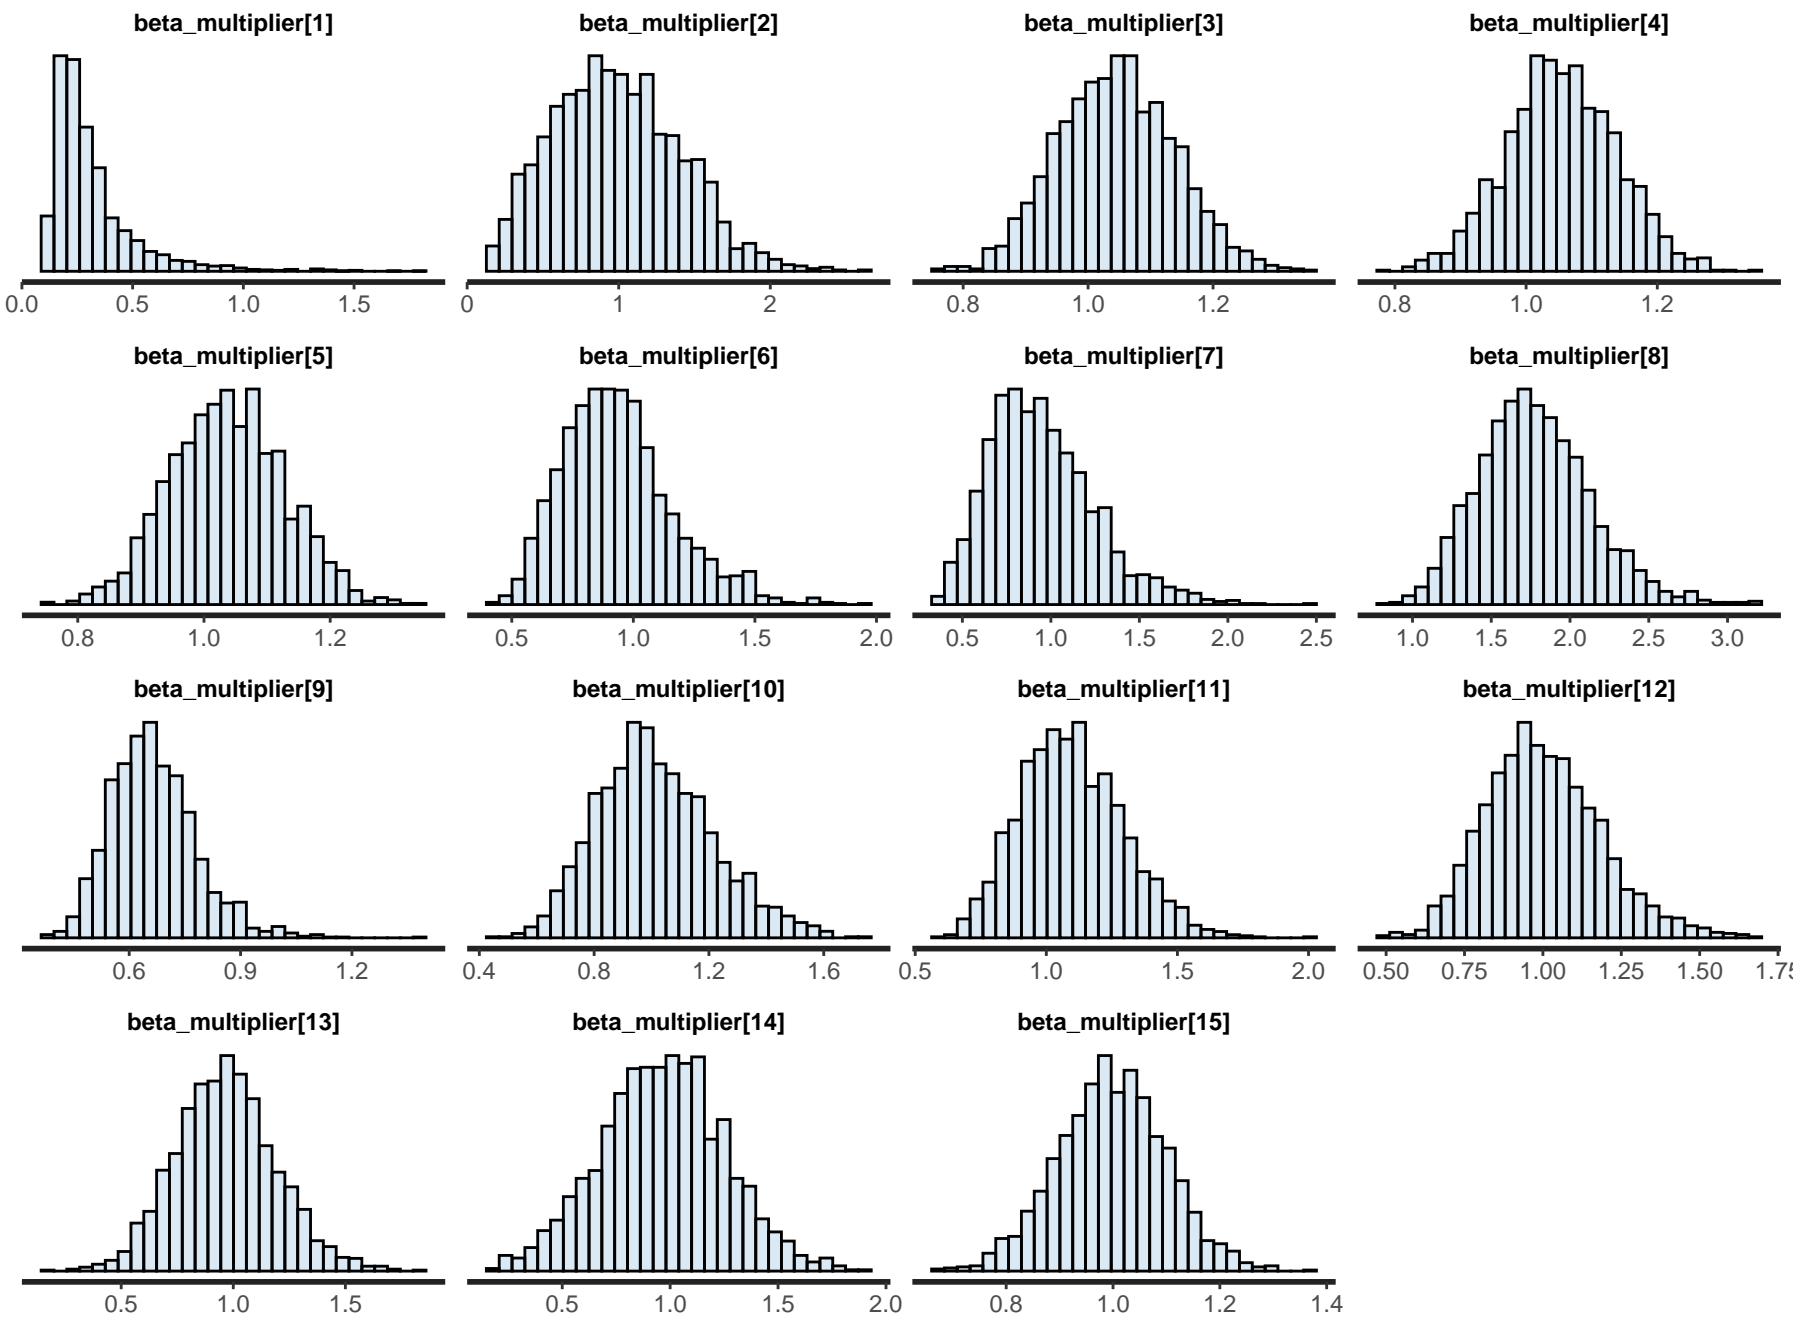 beta_multiplier[1] beta_multiplier[2] beta_multiplier[3] beta_multiplier[4]
0.0 0.5 1.0 1.5 0 1 2 0.8 1.0 1.2 0.8 1.0 1.2
beta_multiplier[5] beta_multiplier[6] beta_multiplier[7] beta_multiplier[8]
0.8 1.0 1.2 0.5 1.0 1.5 2.0 0.5 1.0 1.5 2.0 2.5 1.0 1.5 2.0 2.5 3.0
beta_multiplier[9] beta_multiplier[10] beta_multiplier[11] beta_multiplier[12]
0.6 0.9 1.2 0.4 0.8 1.2 1.6 0.5 1.0 1.5 2.0 0.50 0.75 1.00 1.25 1.50 1.75
beta_multiplier[13] beta_multiplier[14] beta_multiplier[15]
0.5 1.0 1.5 0.5 1.0 1.5 2.0 0.8 1.0 1.2 1.4